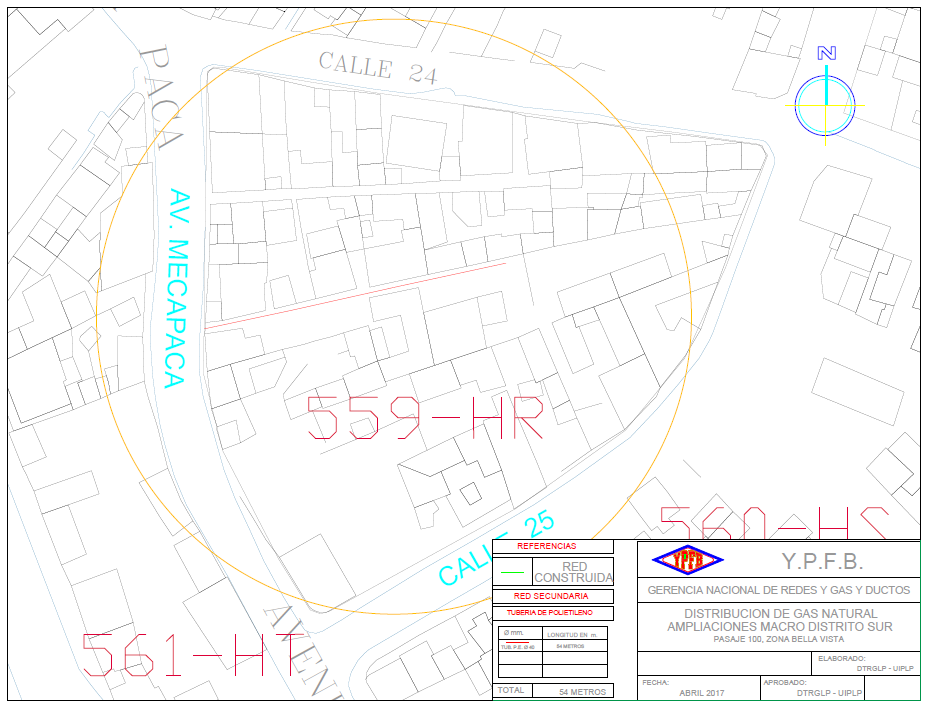 PACA
CALLE 24
N
AV. MECAPACA
559-HR
CALLE 25
560-HS
561-HT
AVENI
REFERENCIAS
RED
CONSTRUIDA
RED SECUNDARIA
TUBERIA DE POLIETILENO
Ø mm.
LONGITUD EN m.
TUB. P.E. Ø 40
54 METROS
TOTAL
54 METROS
YPFB
Y.P.F.B.
GERENCIA NACIONAL DE REDES Y GAS Y DUCTOS
DISTRIBUCION DE GAS NATURAL
AMPLIACIONES MACRO DISTRITO SUR
PASAJE 100, ZONA BELLA VISTA
ELABORADO:
DTRGLP - UIPLP
FECHA:
ABRIL 2017
APROBADO:
DTRGLP - UIPLP